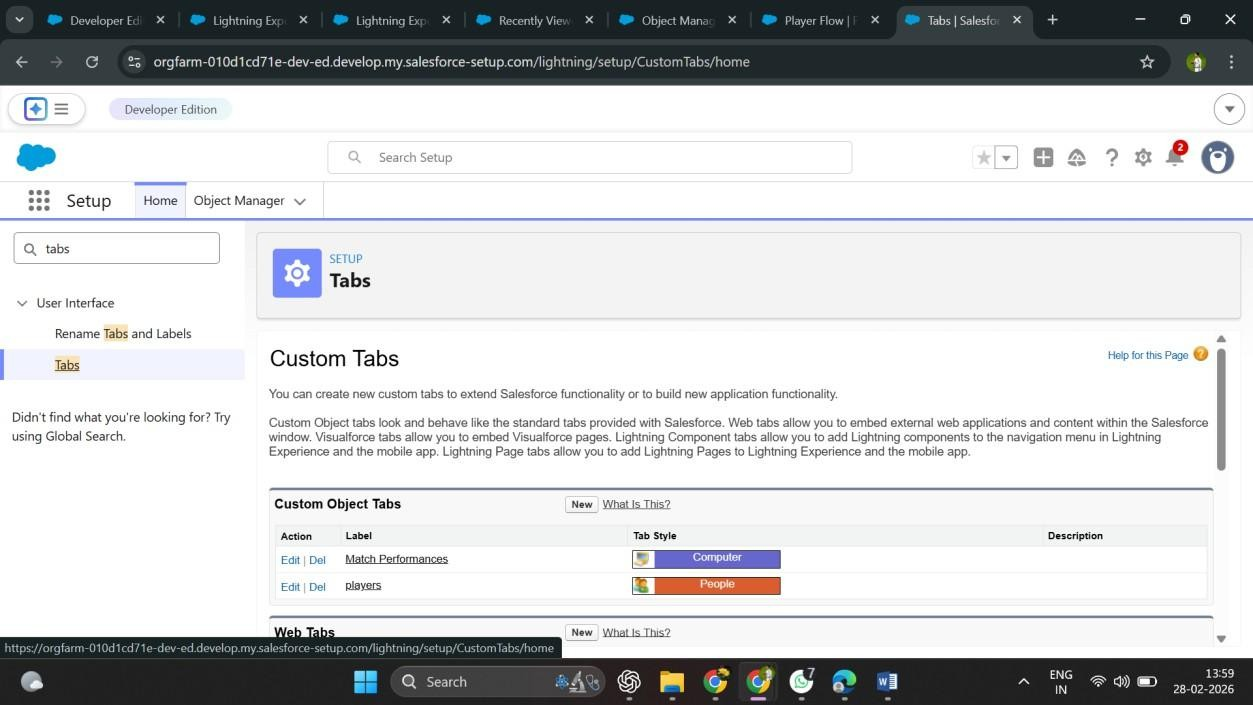 Developer Edi
Lightning Exp
Lightning Exp
Recently View
Object Manag
Player Flow | F
Tabs | Salesfo
orgfarm-010d1cd71e-dev-ed.develop.my.salesforce-setup.com/lightning/setup/CustomTabs/home
Developer Edition
Search Setup
2
Setup
Home
Object Manager
tabs
User Interface
Rename Tabs and Labels
Tabs
Didn't find what you're looking for? Try
using Global Search.
SETUP
Tabs
Custom Tabs
Help for this Page
You can create new custom tabs to extend Salesforce functionality or to build new application functionality.
Custom Object tabs look and behave like the standard tabs provided with Salesforce. Web tabs allow you to embed external web applications and content within the Salesforce
window. Visualforce tabs allow you to embed Visualforce pages. Lightning Component tabs allow you to add Lightning components to the navigation menu in Lightning
Experience and the mobile app. Lightning Page tabs allow you to add Lightning Pages to Lightning Experience and the mobile app.
Custom Object Tabs New What Is This?
Action Label Tab Style Description
Edit | Del Match Performances Computer
Edit | Del players People
Web Tabs New What Is This?
https://orgfarm-010d1cd71e-dev-ed.develop.my.salesforce-setup.com/lightning/setup/CustomTabs/home
Search
7
ENG
IN
13:59
28-02-2026